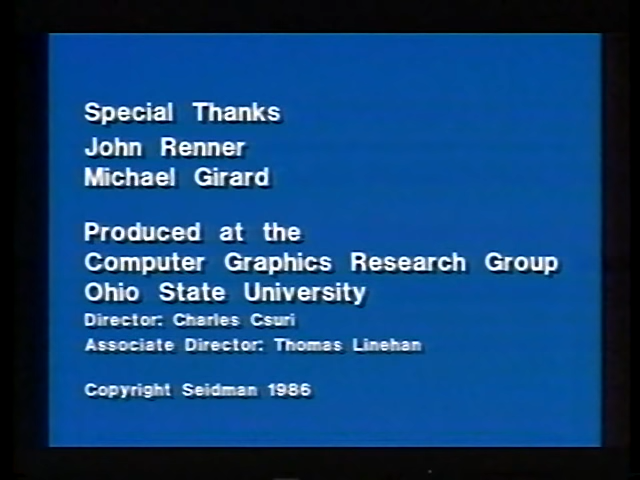 Special Thanks
John Renner
Michael Girard
Produced at the
Computer Graphics Research Group
Ohio State University
Director: Charles Csuri
Associate Director: Thomas Linehan
Copyright Seidman 1986